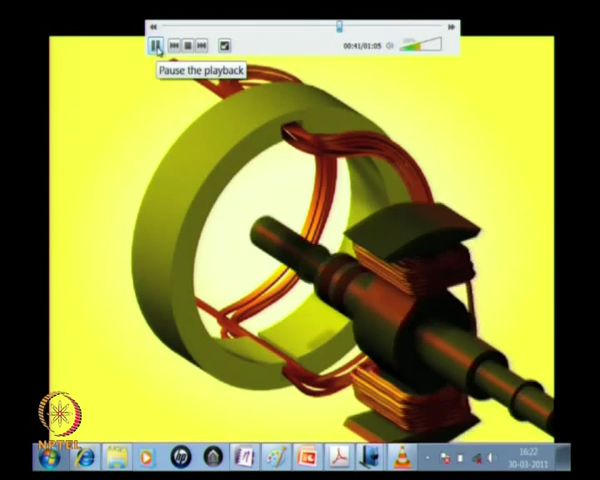 00:41/01:05
Pause the playback
NPTEL
16:22
30-03-2011